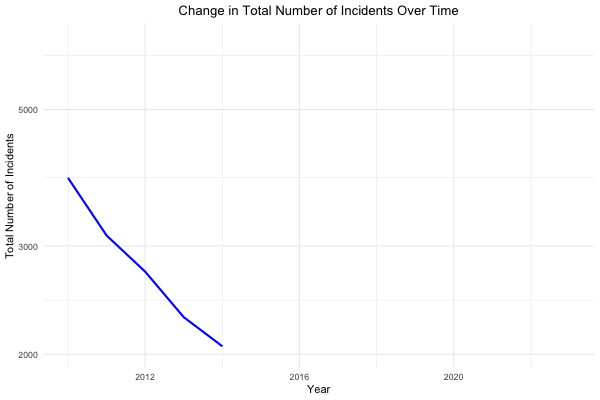 Change in Total Number of Incidents Over Time
Total Number of Incidents
5000
3000
2000
2012
2016
2020
Year